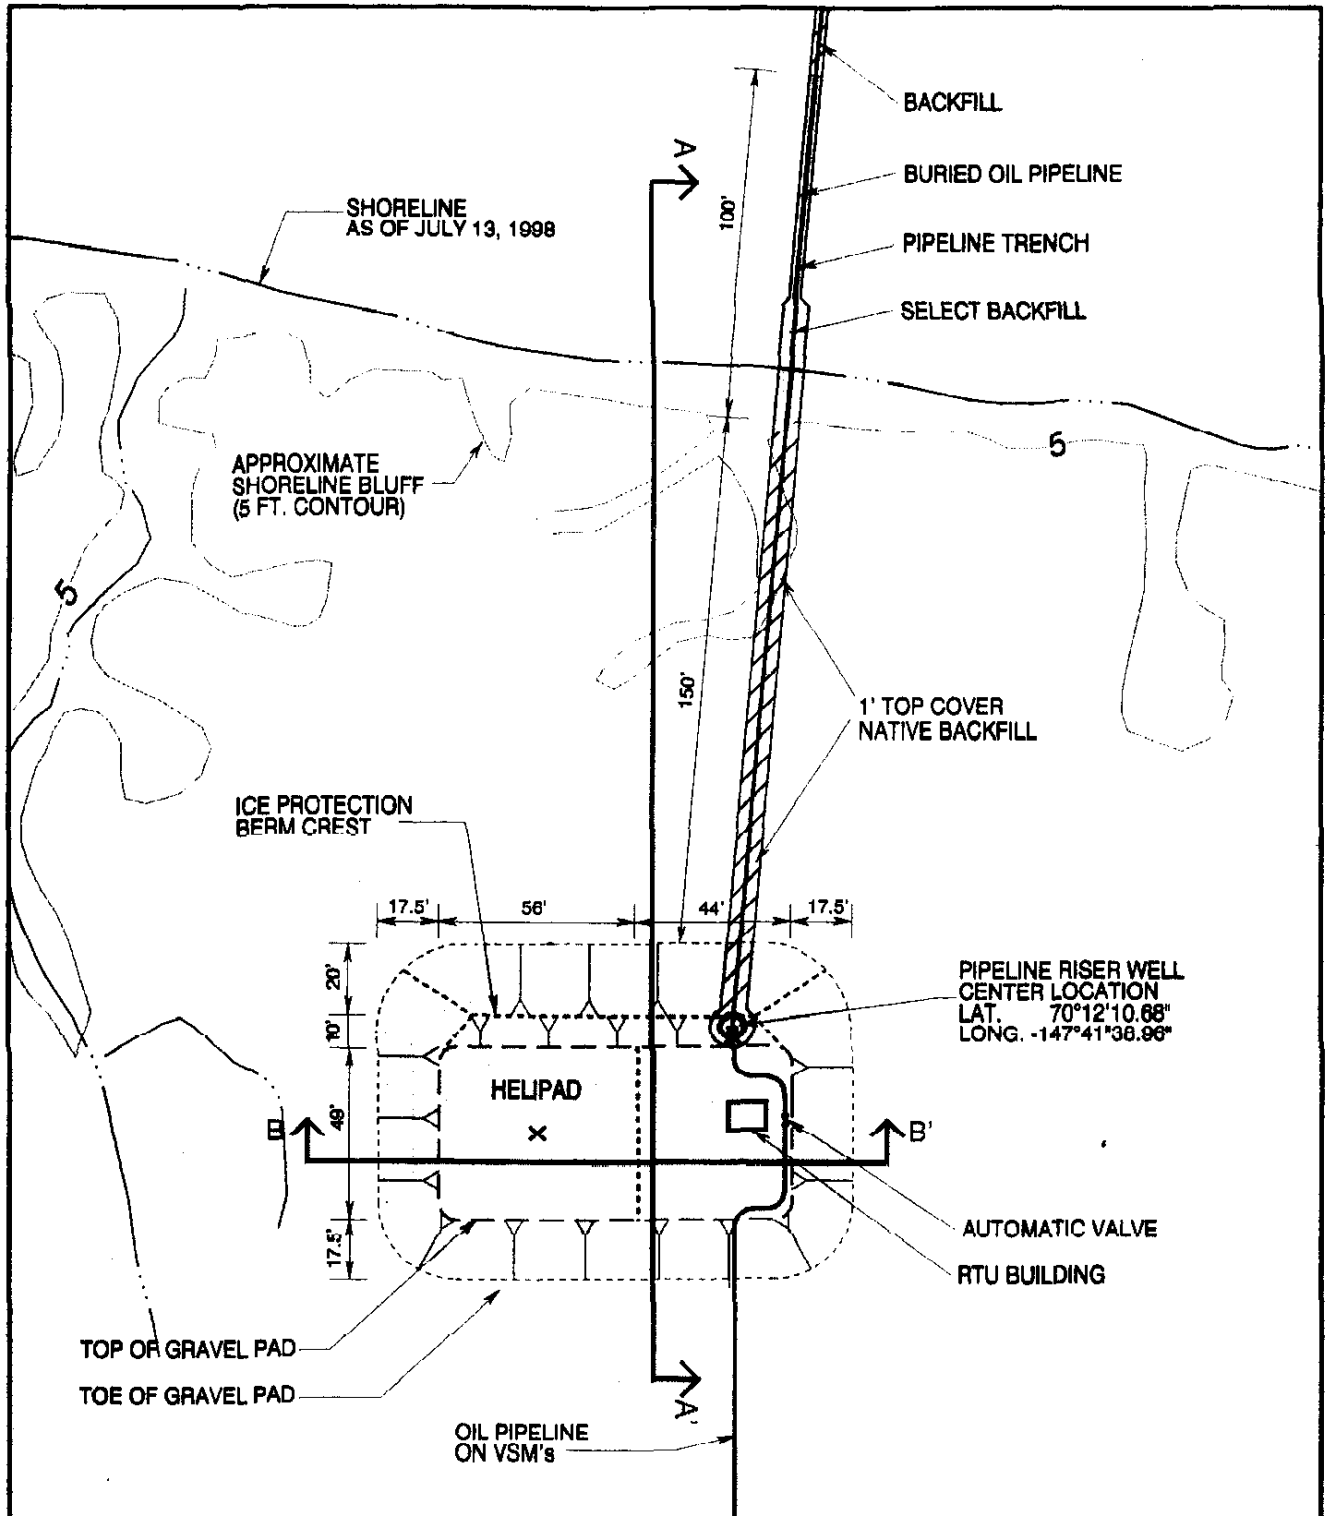 BACKFILL
A
BURIED OIL PIPELINE
100'
SHORELINE
AS OF JULY 13, 1998
PIPELINE TRENCH
SELECT BACKFILL
5
APPROXIMATE
SHORELINE BLUFF
(5 FT. CONTOUR)
5
150'
1' TOP COVER
NATIVE BACKFILL
ICE PROTECTION
BERM CREST
17.5' 56' 44' 17.5'
20'
10'
49'
17.5'
PIPELINE RISER WELL
CENTER LOCATION
LAT. 70°12'10.68"
LONG. -147°41'38.96"
HELIPAD
B B'
AUTOMATIC VALVE
RTU BUILDING
TOP OF GRAVEL PAD
TOE OF GRAVEL PAD
A'
OIL PIPELINE
ON VSM's